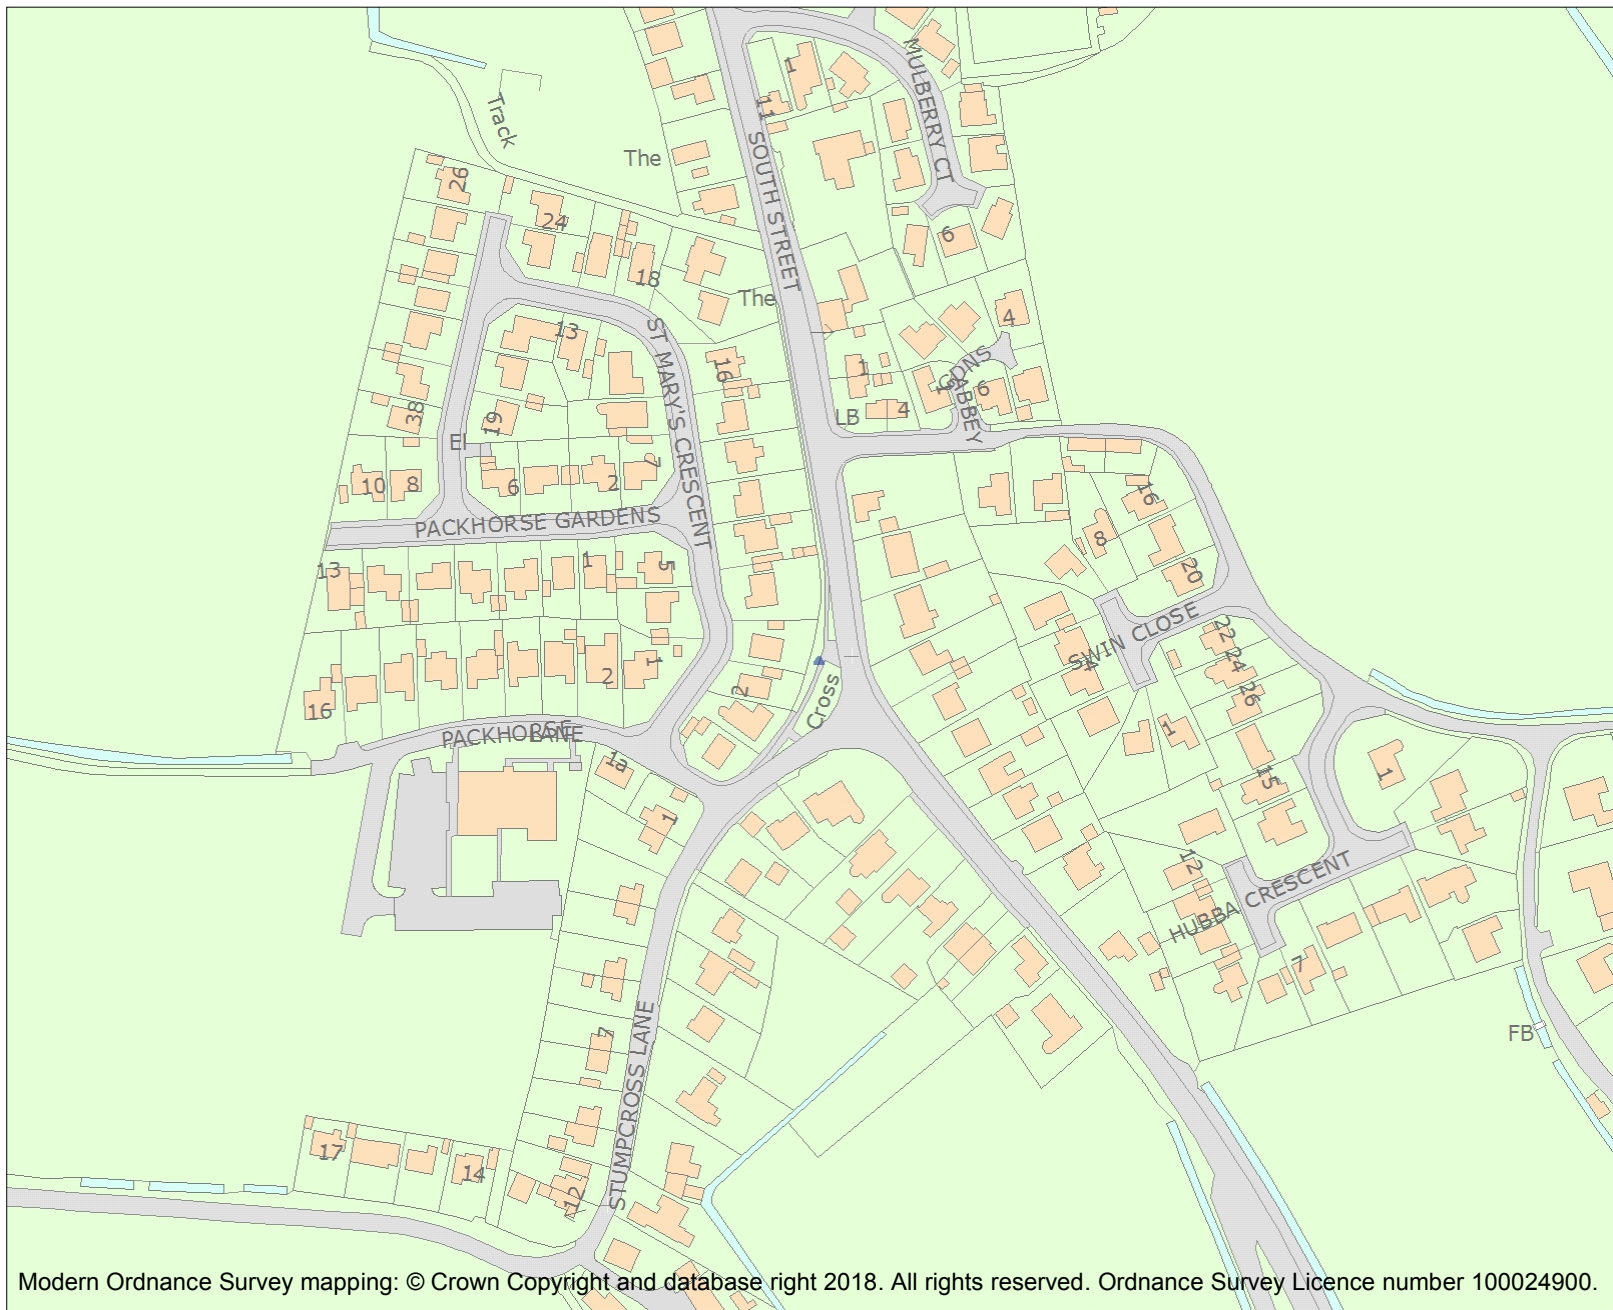 MULBERRY CT
1
11
Track
The
SOUTH STREET
26
24
18
6
The
4
13
ST MARY'S CRESCENT
16
1
GDNS
15
6
ABBEY
LB
4
38
19
El
10
8
6
2
7
16
8
20
PACKHORSE GARDENS
13
1
5
SWIN CLOSE
4
22
24
26
16
2
1
2
Cross
PACKHORSE
LANE
1a
1
1
15
1
12
HUBBA CRESCENT
7
7
FB
STUMPCROSS LANE
17
14
12
Modern Ordnance Survey mapping: © Crown Copyright and database right 2018. All rights reserved. Ordnance Survey Licence number 100024900.